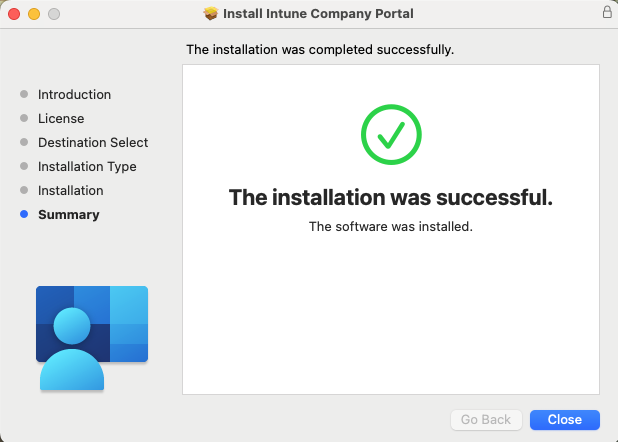 Install Intune Company Portal
The installation was completed successfully.
Introduction
License
Destination Select
Installation Type
Installation
Summary
The installation was successful.
The software was installed.
Go Back
Close